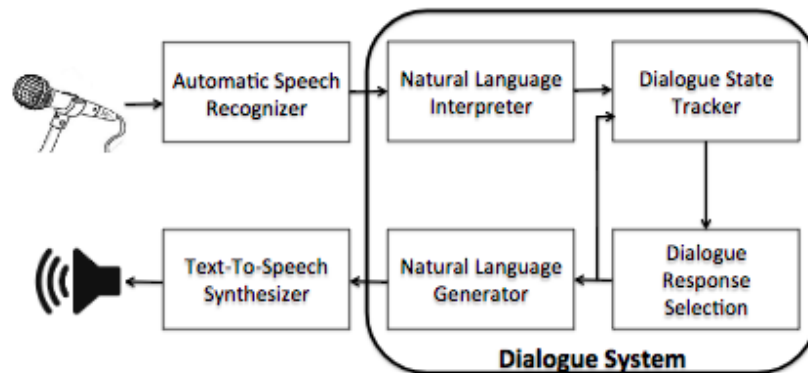 Automatic Speech
Recognizer
Natural Language
Interpreter
Dialogue State
Tracker
Text-To-Speech
Synthesizer
Natural Language
Generator
Dialogue
Response
Selection
Dialogue System